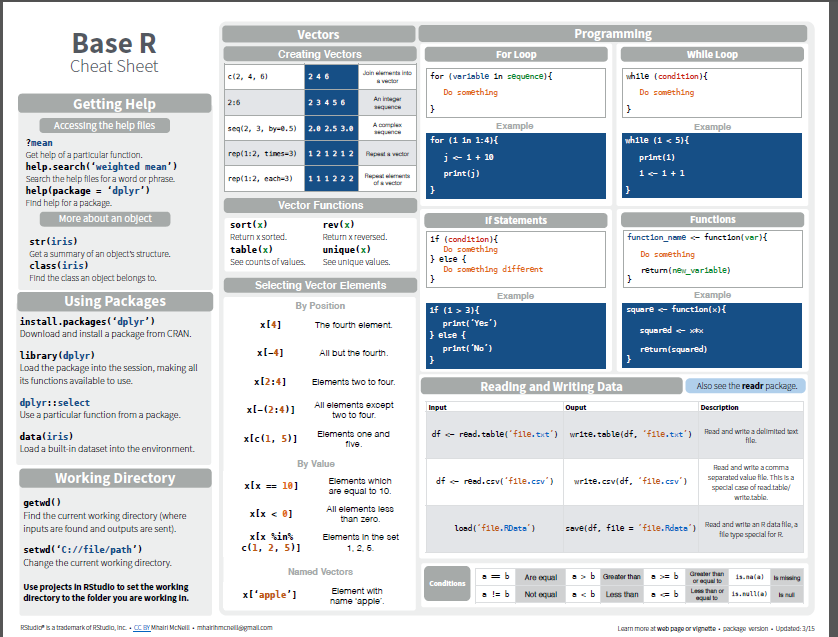 Base R
Cheat Sheet
Getting Help
Accessing the help files
?mean
Get help of a particular function.
help.search(‘weighted mean’)
Search the help files for a word or phrase.
help(package = ‘dplyr’)
Find help for a package.
More about an object
str(iris)
Get a summary of an object’s structure.
class(iris)
Find the class an object belongs to.
Using Packages
install.packages(‘dplyr’)
Download and install a package from CRAN.
library(dplyr)
Load the package into the session, making all
its functions available to use.
dplyr::select
Use a particular function from a package.
data(iris)
Load a built-in dataset into the environment.
Working Directory
getwd()
Find the current working directory (where
inputs are found and outputs are sent).
setwd(‘C://file/path’)
Change the current working directory.
Use projects in RStudio to set the working
directory to the folder you are working in.
Vectors
Creating Vectors
c(2, 4, 6) 2 4 6 Join elements into
a vector
2:6 2 3 4 5 6 An integer
sequence
seq(2, 3, by=0.5) 2.0 2.5 3.0 A complex
sequence
rep(1:2, times=3) 1 2 1 2 1 2 Repeat a vector
rep(1:2, each=3) 1 1 1 2 2 2 Repeat elements
of a vector
Vector Functions
sort(x) rev(x)
Return x sorted. Return x reversed.
table(x) unique(x)
See counts of values. See unique values.
Selecting Vector Elements
By Position
x[4] The fourth element.
x[-4] All but the fourth.
x[2:4] Elements two to four.
x[-(2:4)] All elements except
two to four.
x[c(1, 5)] Elements one and
five.
By Value
x[x == 10] Elements which
are equal to 10.
x[x < 0] All elements less
than zero.
x[x %in%
c(1, 2, 5)] Elements in the set
1, 2, 5.
Named Vectors
x[‘apple’] Element with
name ‘apple’.
Programming
For Loop
for (variable in sequence){
Do something
}
Example
for (i in 1:4){
j <- i + 10
print(j)
}
While Loop
while (condition){
Do something
}
Example
while (i < 5){
print(i)
i <- i + 1
}
If Statements
if (condition){
Do something
} else {
Do something different
}
Example
if (i > 3){
print(‘Yes’)
} else {
print(‘No’)
}
Functions
function_name <- function(var){
Do something
return(new_variable)
}
Example
square <- function(x){
squared <- x*x
return(squared)
}
Reading and Writing Data
Also see the readr package.
Input Ouput Description
df <- read.table(‘file.txt’) write.table(df, ‘file.txt’) Read and write a delimited text
file.
df <- read.csv(‘file.csv’) write.csv(df, ‘file.csv’) Read and write a comma
separated value file. This is a
special case of read.table/
write.table.
load(‘file.RData’) save(df, file = ‘file.Rdata’) Read and write an R data file, a
file type special for R.
Conditions
a == b Are equal a > b Greater than a >= b Greater than
or equal to is.na(a) Is missing
a != b Not equal a < b Less than a <= b Less than or
equal to is.null(a) Is null
RStudio® is a trademark of RStudio, Inc. • CC BY Mhairi McNeill • mhairihmcneill@gmail.com
Learn more at web page or vignette • package version • Updated: 3/15